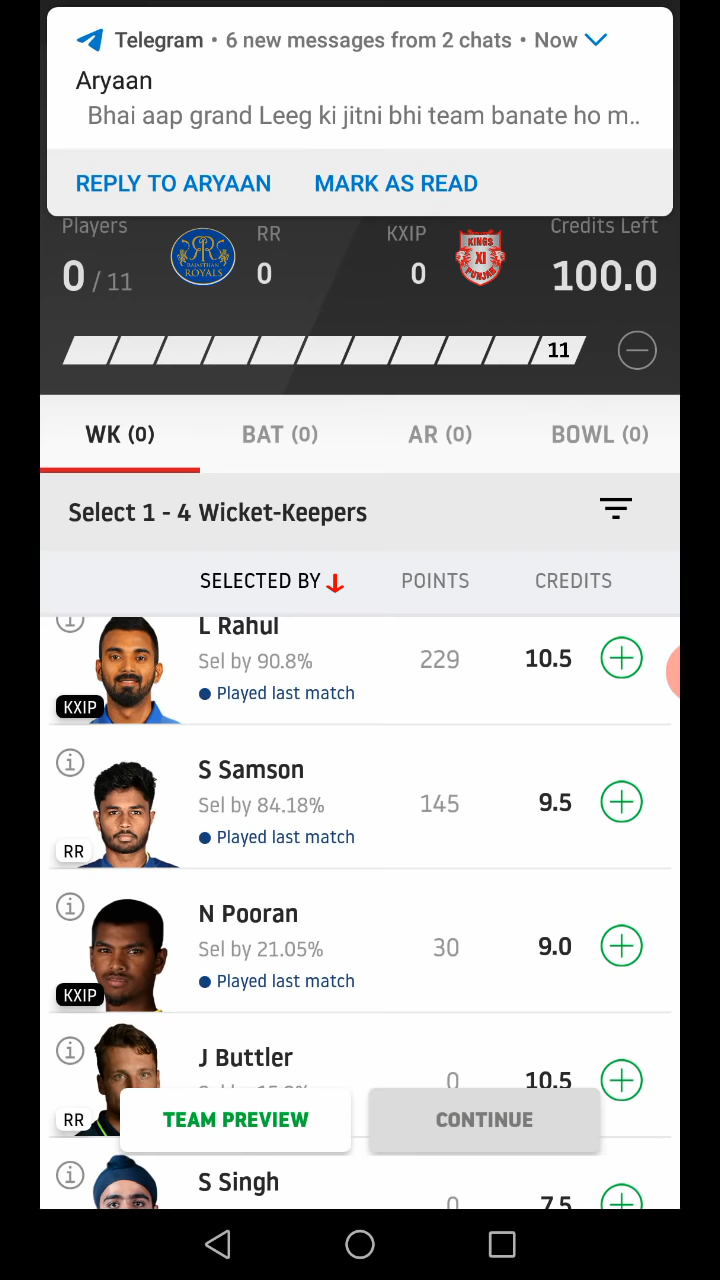 Telegram • 6 new messages from 2 chats • Now
Aryaan
Bhai aap grand Leeg ki jitni bhi team banate ho m..
REPLY TO ARYAAN MARK AS READ
Players RR KXIP Credits Left
0 / 11 0 0 100.0
RAJASTHAN ROYALS
KINGS XI PUNJAB
11
WK (0) BAT (0) AR (0) BOWL (0)
Select 1 - 4 Wicket-Keepers
SELECTED BY POINTS CREDITS
L Rahul
Sel by 90.8% 229 10.5
Played last match
KXIP
S Samson
Sel by 84.18% 145 9.5
Played last match
RR
N Pooran
Sel by 21.05% 30 9.0
Played last match
KXIP
J Buttler
0 10.5
RR
TEAM PREVIEW CONTINUE
S Singh
0 7.5